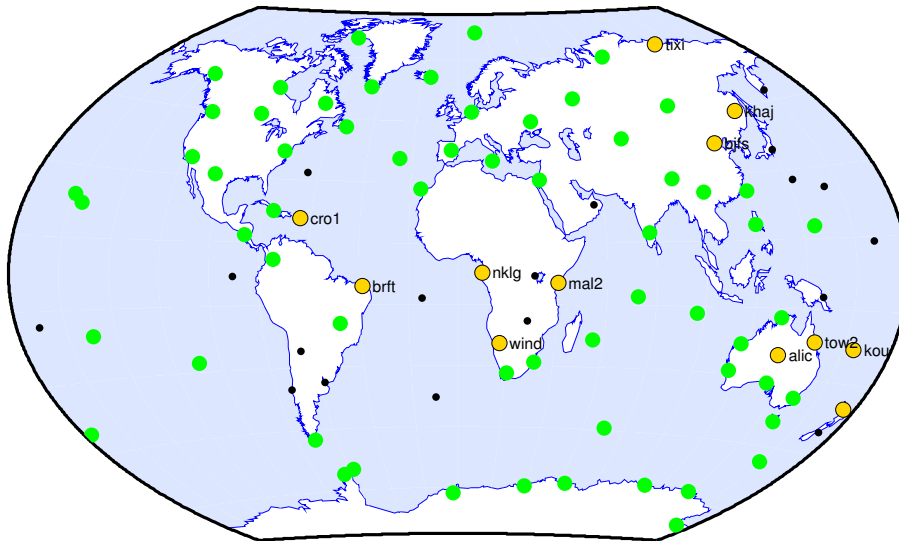 tixi
khaj
bjfs
cro1
nklg
brft
mal2
wind
tow2
kou
alic